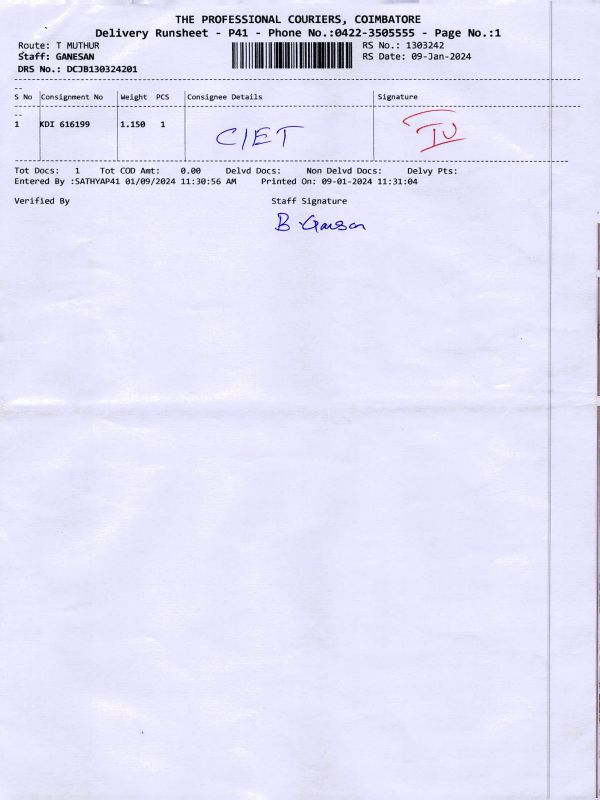 THE PROFESSIONAL COURIERS, COIMBATORE
Delivery Runsheet - P41 - Phone No.:0422-3505555 - Page No.:1
Route: T MUTHUR RS No.: 1303242
Staff: GANESAN RS Date: 09-Jan-2024
DRS No.: DCJB130324201
S No Consignment No Weight PCS Consignee Details Signature
1 KDI 616199 1.150 1 CIET
Tot Docs: 1 Tot COD Amt: 0.00 Delvd Docs: Non Delvd Docs: Delvy Pts:
Entered By :SATHYAP41 01/09/2024 11:30:56 AM Printed On: 09-01-2024 11:31:04
Verified By Staff Signature